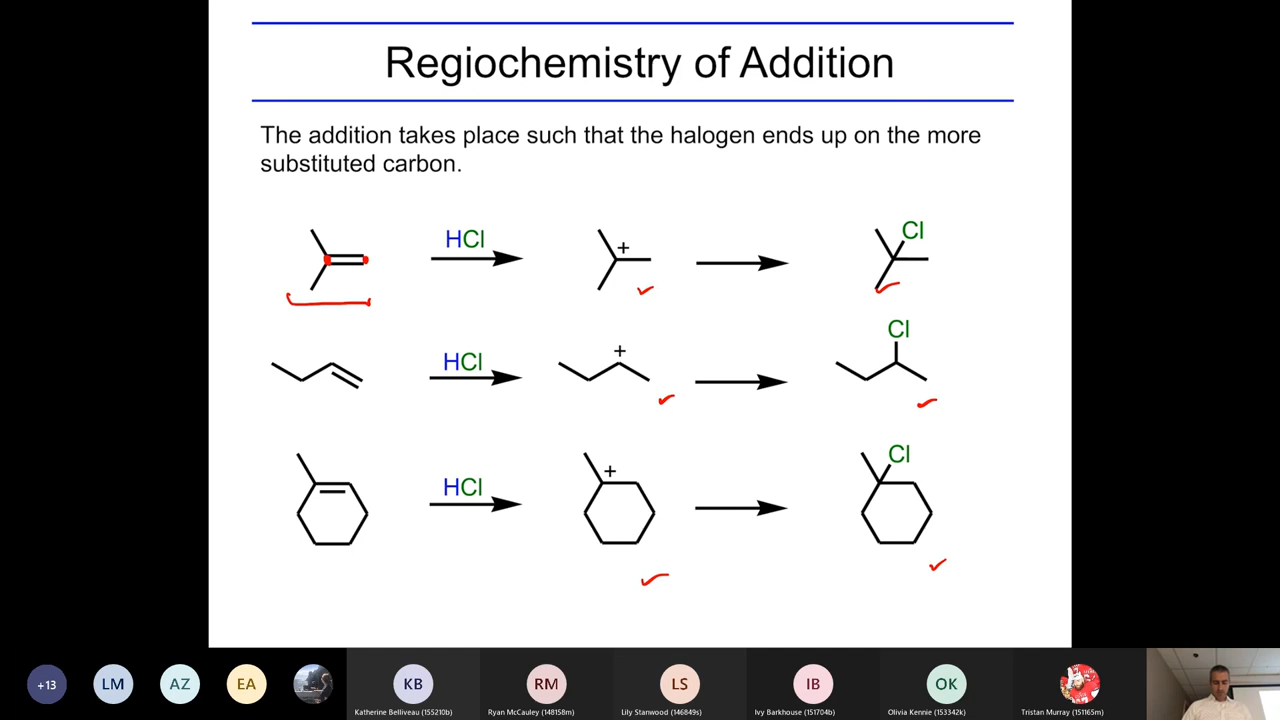 Regiochemistry of Addition
The addition takes place such that the halogen ends up on the more
substituted carbon.
HCl
+
Cl
HCl
+
Cl
HCl
+
Cl
+13
LM
AZ
EA
KB
RM
LS
IB
OK
Katherine Belliveau (155210b)
Ryan McCauley (148158m)
Lily Stanwood (146849s)
Ivy Barkhouse (151704b)
Olivia Kennie (153342k)
Tristan Murray (151165m)